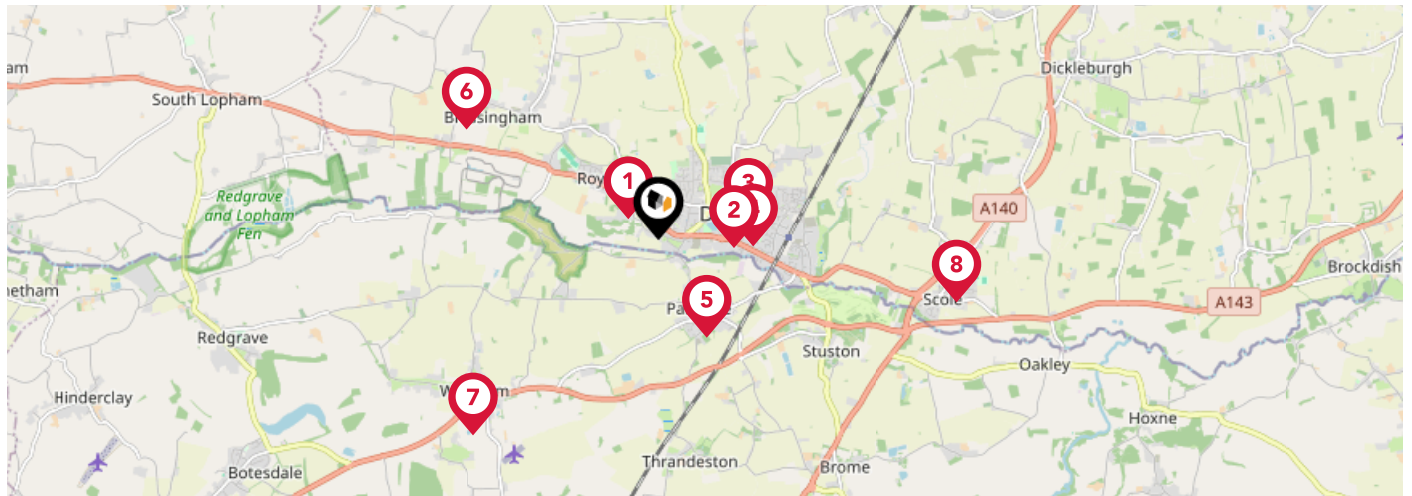 am
Dickleburgh
6
South Lopham
3
1
Redgrave
and Lopham
Fen
2
A140
8
Brockdish
5
A143
Redgrave
Stuston
Oakley
7
Hinderclay
Hoxne
Botesdale
Thrandeston
Brome